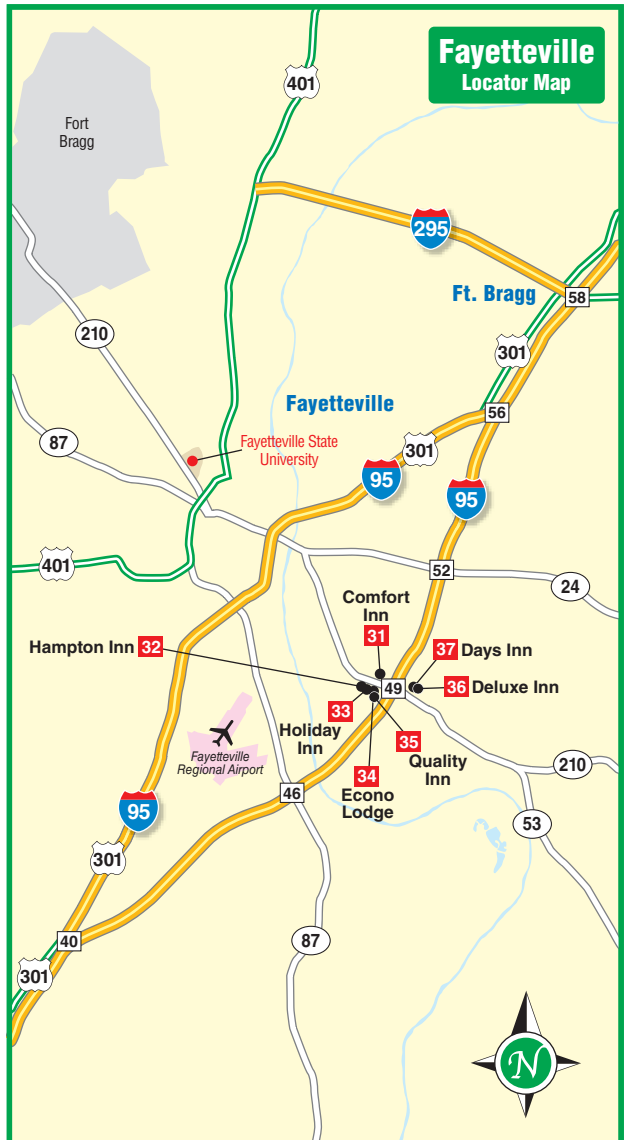 Fayetteville
Locator Map
401
Fort
Bragg
295
Ft. Bragg
58
210
301
Fayetteville
56
87
Fayetteville State
University
301
95
95
401
52
24
Comfort
Inn
31
Hampton Inn 32
37 Days Inn
49
36 Deluxe Inn
33
Holiday
Inn
35
Quality
Inn
34
Econo
Lodge
Fayetteville
Regional Airport
210
46
53
95
301
40
87
301
N